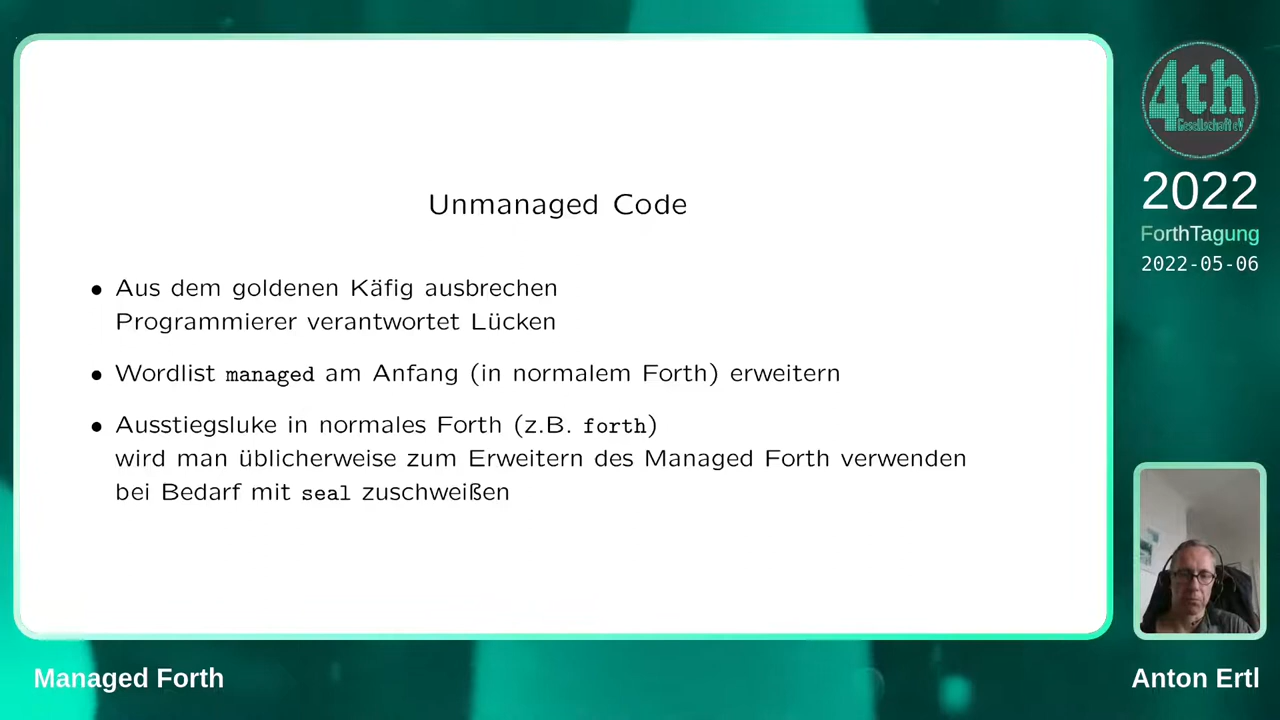 Unmanaged Code
• Aus dem goldenen Käfig ausbrechen
Programmierer verantwortet Lücken
• Wordlist managed am Anfang (in normalem Forth) erweitern
• Ausstiegsluke in normales Forth (z.B. forth)
wird man üblicherweise zum Erweitern des Managed Forth verwenden
bei Bedarf mit seal zuschweißen
4th
Gesellschaft eV
2022
ForthTagung
2022-05-06
Managed Forth
Anton Ertl